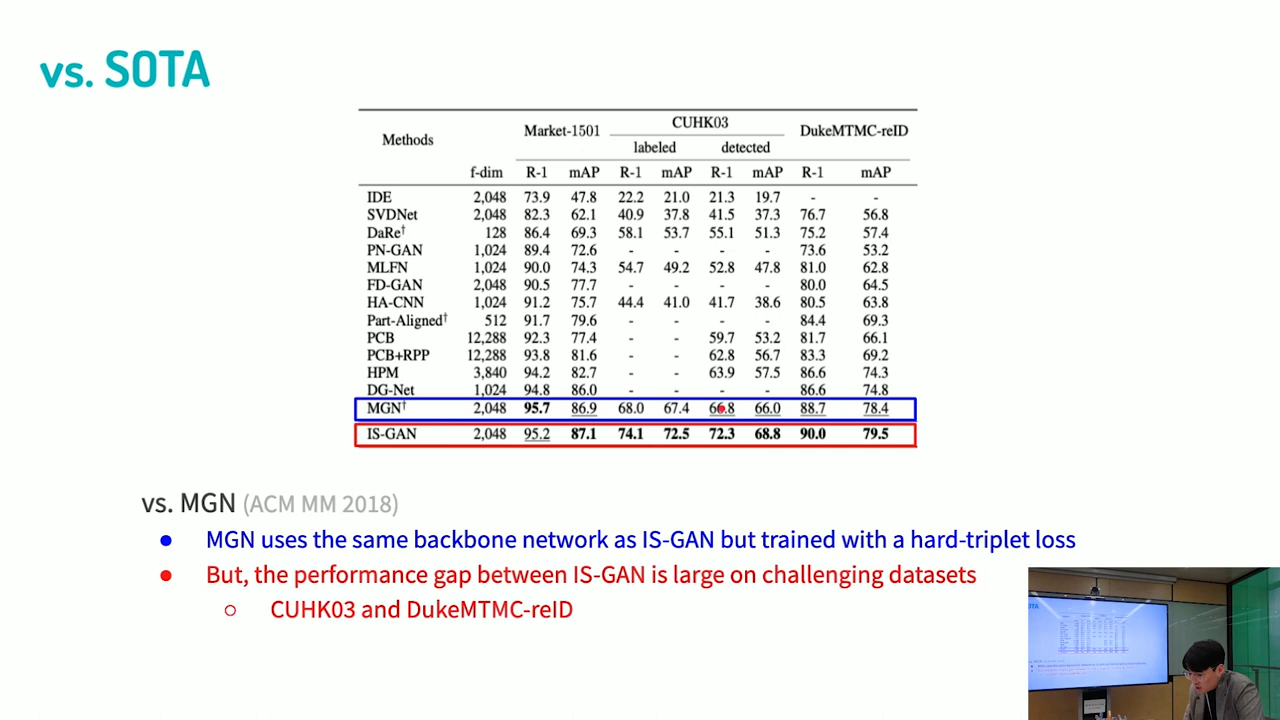 vs. SOTA
Methods Market-1501 CUHK03 DukeMTMC-reID
labeled detected
f-dim R-1 mAP R-1 mAP R-1 mAP R-1 mAP
IDE 2,048 73.9 47.8 22.2 21.0 21.3 19.7 - -
SVDNet 2,048 82.3 62.1 40.9 37.8 41.5 37.3 76.7 56.8
DaRe† 128 86.4 69.3 58.1 53.7 55.1 51.3 75.2 57.4
PN-GAN 1,024 89.4 72.6 - - - - 73.6 53.2
MLFN 1,024 90.0 74.3 54.7 49.2 52.8 47.8 81.0 62.8
FD-GAN 2,048 90.5 77.7 - - - - 80.0 64.5
HA-CNN 1,024 91.2 75.7 44.4 41.0 41.7 38.6 80.5 63.8
Part-Aligned† 512 91.7 79.6 - - - - 84.4 69.3
PCB 12,288 92.3 77.4 - - 59.7 53.2 81.7 66.1
PCB+RPP 12,288 93.8 81.6 - - 62.8 56.7 83.3 69.2
HPM 3,840 94.2 82.7 - - 63.9 57.5 86.6 74.3
DG-Net 1,024 94.8 86.0 - - - - 86.6 74.8
MGN† 2,048 95.7 86.9 68.0 67.4 66.8 66.0 88.7 78.4
IS-GAN 2,048 95.2 87.1 74.1 72.5 72.3 68.8 90.0 79.5
vs. MGN (ACM MM 2018)
● MGN uses the same backbone network as IS-GAN but trained with a hard-triplet loss
● But, the performance gap between IS-GAN is large on challenging datasets
○ CUHK03 and DukeMTMC-reID